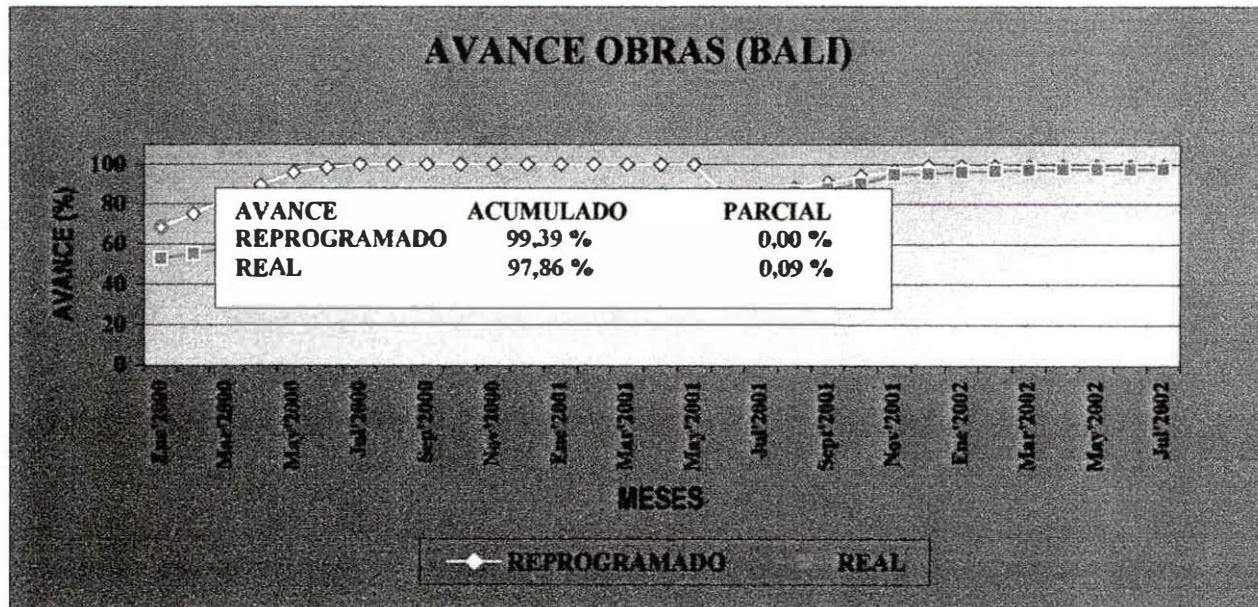 AVANCE OBRAS (BALI)
AVANCE (%)
100
80
60
40
20
0
AVANCE ACUMULADO PARCIAL
REPROGRAMADO 99,39 % 0,00 %
REAL 97,86 % 0,09 %
Ene'2000 Mar'2000 May'2000 Jul'2000 Sep'2000 Nov'2000 Ene'2001 Mar'2001 May'2001 Jul'2001 Sept'2001 Nov'2001 Ene'2002 Mar'2002 May'2002 Jul'2002
MESES
REPROGRAMADO REAL